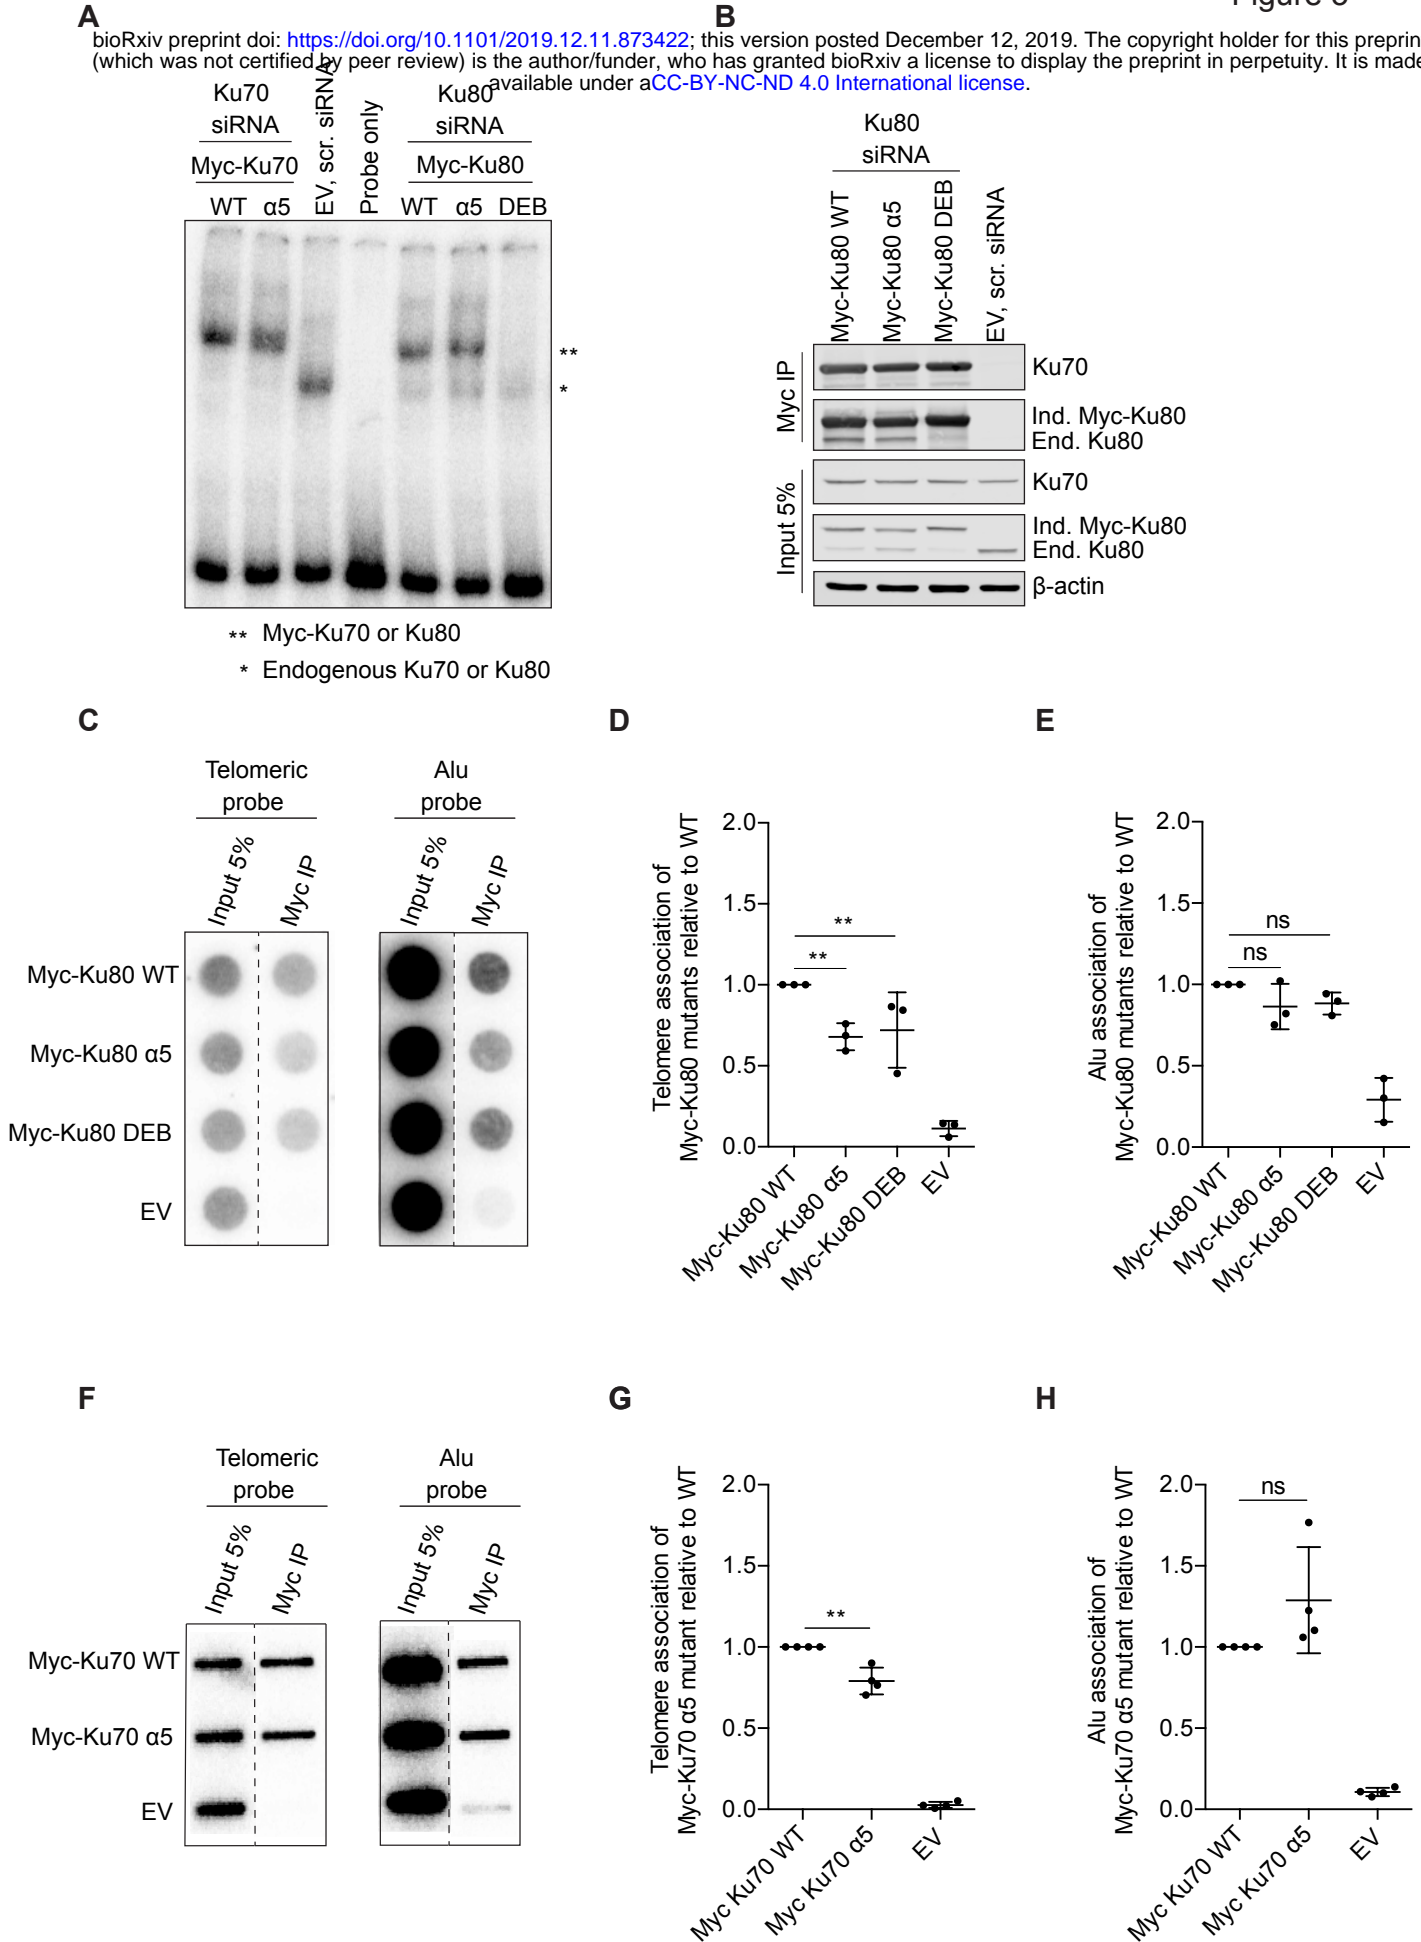 A
B
bioRxiv preprint doi: https://doi.org/10.1101/2019.12.11.873422; this version posted December 12, 2019. The copyright holder for this preprin
(which was not certified by peer review) is the author/funder, who has granted bioRxiv a license to display the preprint in perpetuity. It is made
available under aCC-BY-NC-ND 4.0 International license.
Ku70
siRNA
Myc-Ku70
WT α5
EV, scr. siRNA
Probe only
Ku80
siRNA
Myc-Ku80
WT α5 DEB
**
*
** Myc-Ku70 or Ku80
* Endogenous Ku70 or Ku80
Ku80
siRNA
Myc-Ku80 WT
Myc-Ku80 α5
Myc-Ku80 DEB
EV, scr. siRNA
Myc IP
Ku70
Ind. Myc-Ku80
End. Ku80
Input 5%
Ku70
Ind. Myc-Ku80
End. Ku80
β-actin
C
Telomeric
probe
Alu
probe
Input 5%
Myc IP
Input 5%
Myc IP
Myc-Ku80 WT
Myc-Ku80 α5
Myc-Ku80 DEB
EV
D
Telomere association of
Myc-Ku80 mutants relative to WT
2.0
1.5
1.0
0.5
0.0
**
**
Myc-Ku80 WT
Myc-Ku80 α5
Myc-Ku80 DEB
EV
E
Alu association of
Myc-Ku80 mutants relative to WT
2.0
1.5
1.0
0.5
0.0
ns
ns
Myc-Ku80 WT
Myc-Ku80 α5
Myc-Ku80 DEB
EV
F
Telomeric
probe
Alu
probe
Input 5%
Myc IP
Input 5%
Myc IP
Myc-Ku70 WT
Myc-Ku70 α5
EV
G
Telomere association of
Myc-Ku70 α5 mutant relative to WT
2.0
1.5
1.0
0.5
0.0
**
Myc Ku70 WT
Myc Ku70 α5
EV
H
Alu association of
Myc-Ku70 α5 mutant relative to WT
2.0
1.5
1.0
0.5
0.0
ns
Myc Ku70 WT
Myc Ku70 α5
EV